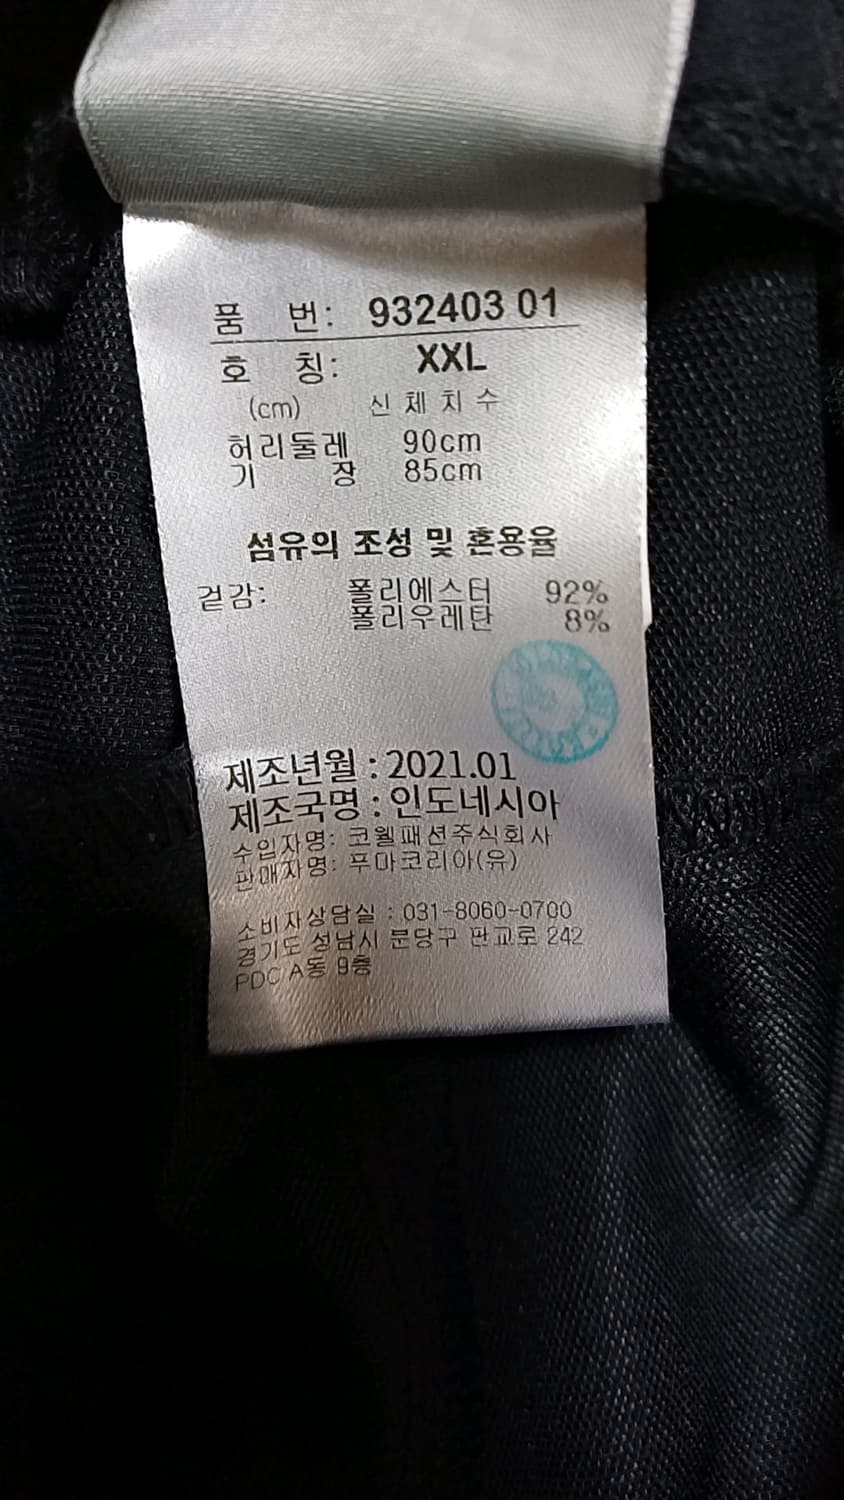 품 번: 932403 01
호 칭: XXL
(cm) 신체치수
허리둘레 90cm
기 장 85cm
섬유의 조성 및 혼용율
겉감: 폴리에스터 92%
폴리우레탄 8%
제조년월 : 2021.01
제조국명 : 인도네시아
수입자명: 코웰패션주식회사
판매자명: 푸마코리아(유)
소비자상담실 : 031-8060-0700
경기도 성남시 분당구 판교로 242
PDC A동 9층